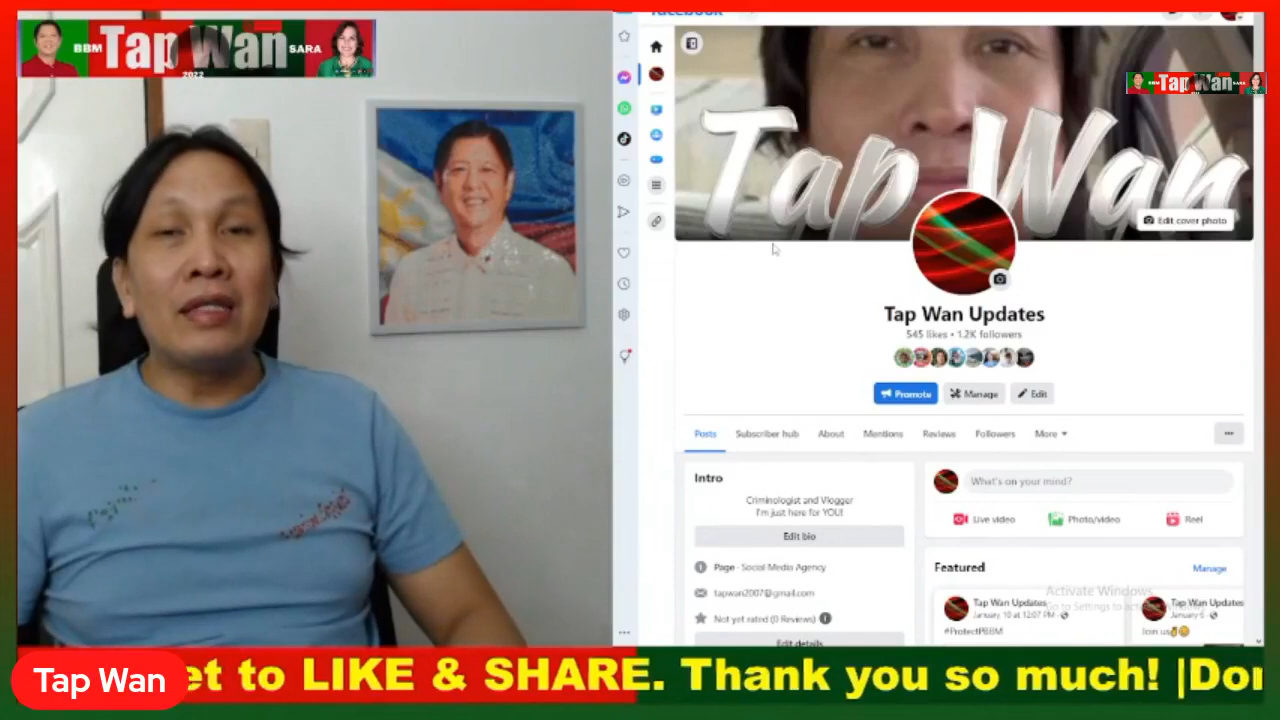 BBM Tap Wan SARA
2022
facebook
BBM Tap Wan SARA
Tap Wan
Edit cover photo
Tap Wan Updates
545 likes • 1.2K followers
Promote
Manage
Edit
Posts
Subscriber hub
About
Mentions
Reviews
Followers
More
Intro
Criminologist and Vlogger
I'm just here for YOU!
Edit bio
Page · Social Media Agency
tapwan2007@gmail.com
Not yet rated (0 Reviews)
Edit details
What's on your mind?
Live video
Photo/video
Reel
Featured
Manage
Activate Windows
Go to Settings to activate Windows.
Tap Wan Updates
January 10 at 12:07 PM ·
#ProtectPBBM
Tap Wan Updates
January 6 ·
Join us
Tap Wan
et to LIKE & SHARE. Thank you so much! |Don